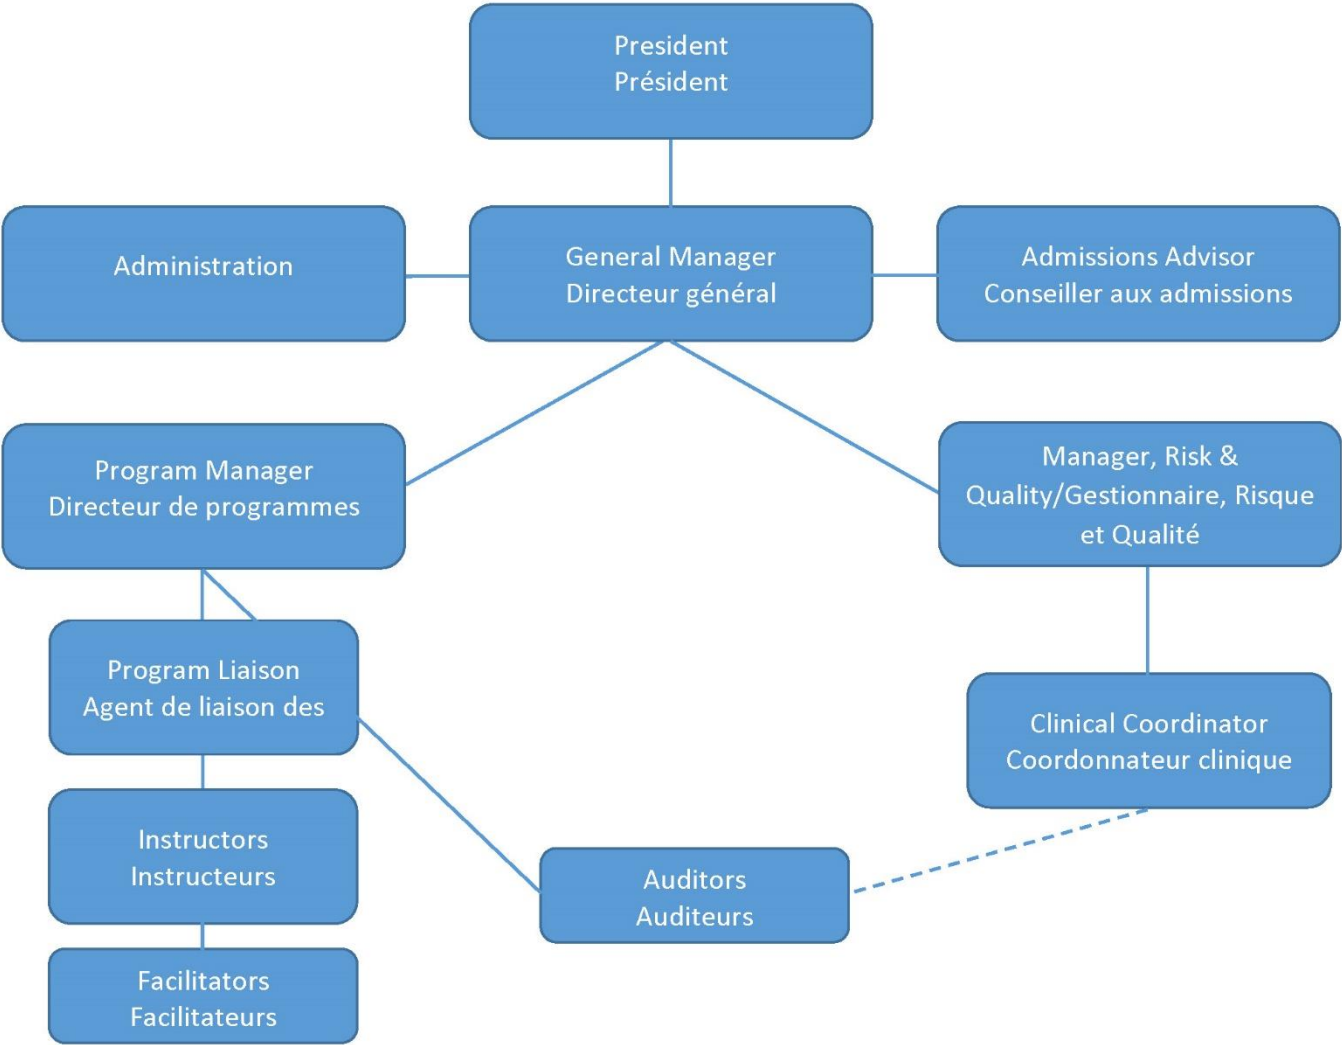 President
Président
Administration
General Manager
Directeur général
Admissions Advisor
Conseiller aux admissions
Program Manager
Directeur de programmes
Manager, Risk &
Quality/Gestionnaire, Risque
et Qualité
Program Liaison
Agent de liaison des
Clinical Coordinator
Coordonnateur clinique
Instructors
Instructeurs
Auditors
Auditeurs
Facilitators
Facilitateurs